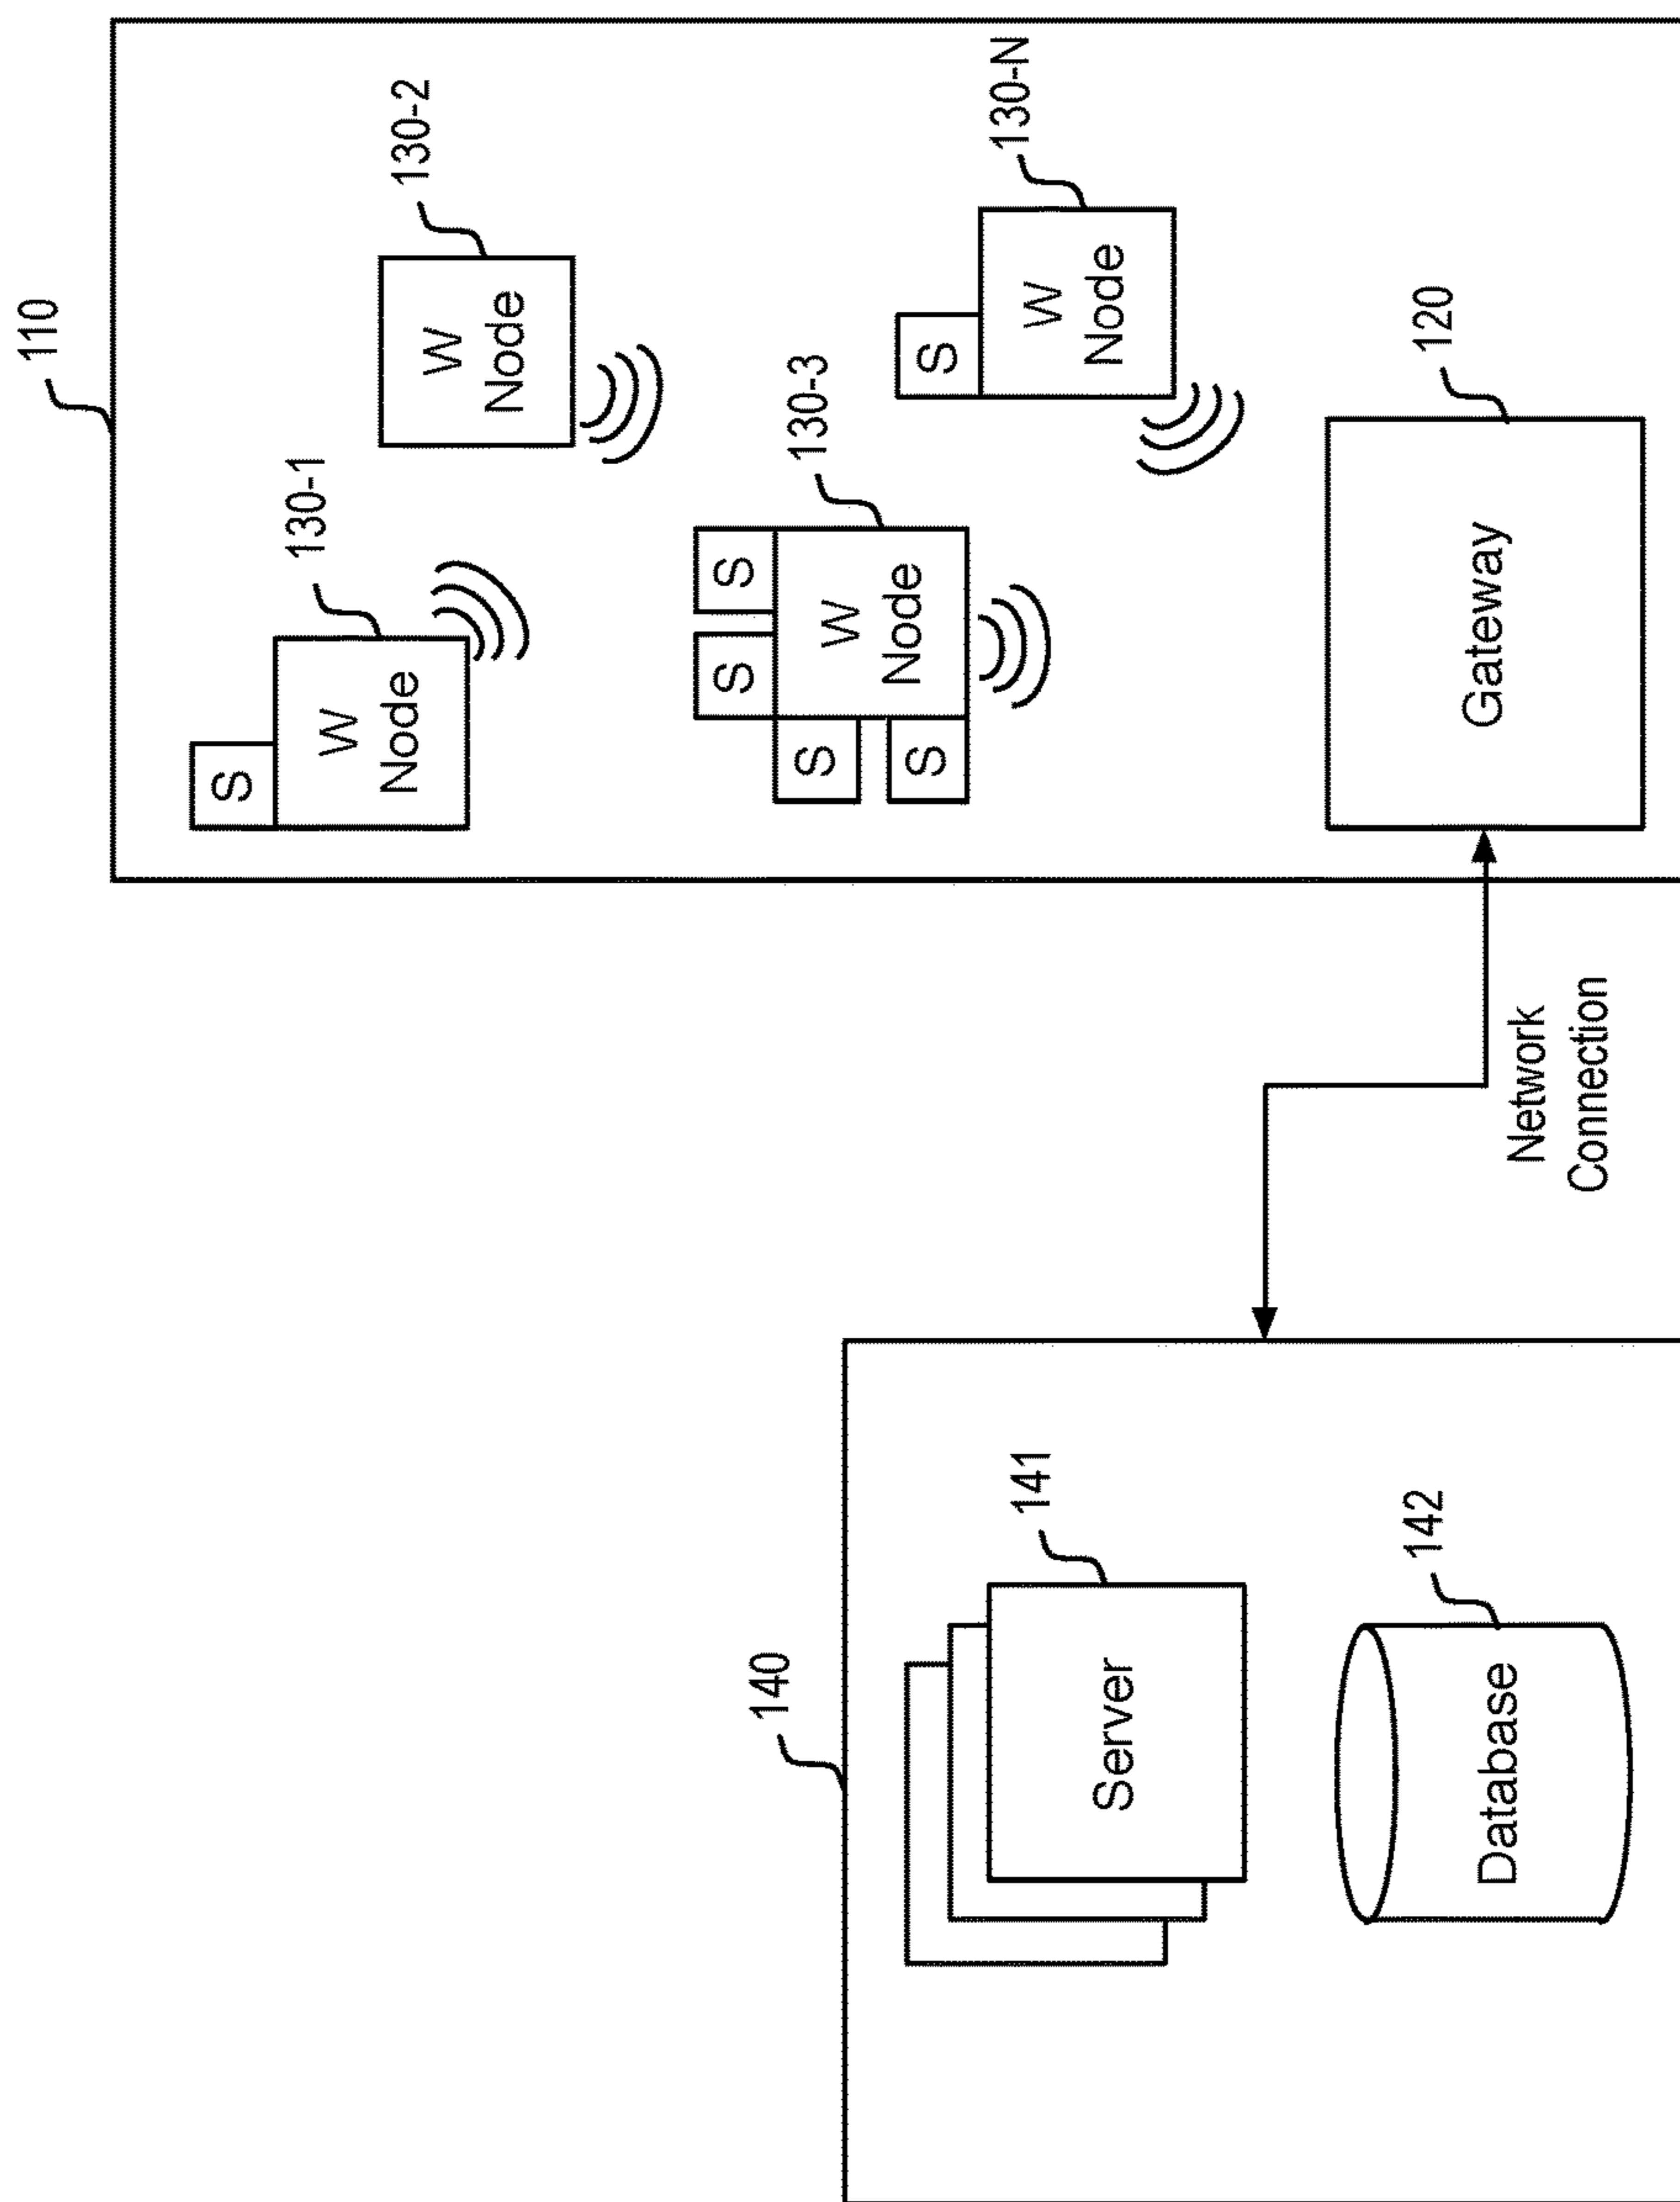 110
130-1
130-2
S
W
Node
W
Node
130-3
130-N
S
S
S
S
W
Node
S
W
Node
120
Gateway
Network
Connection
140
141
Server
142
Database